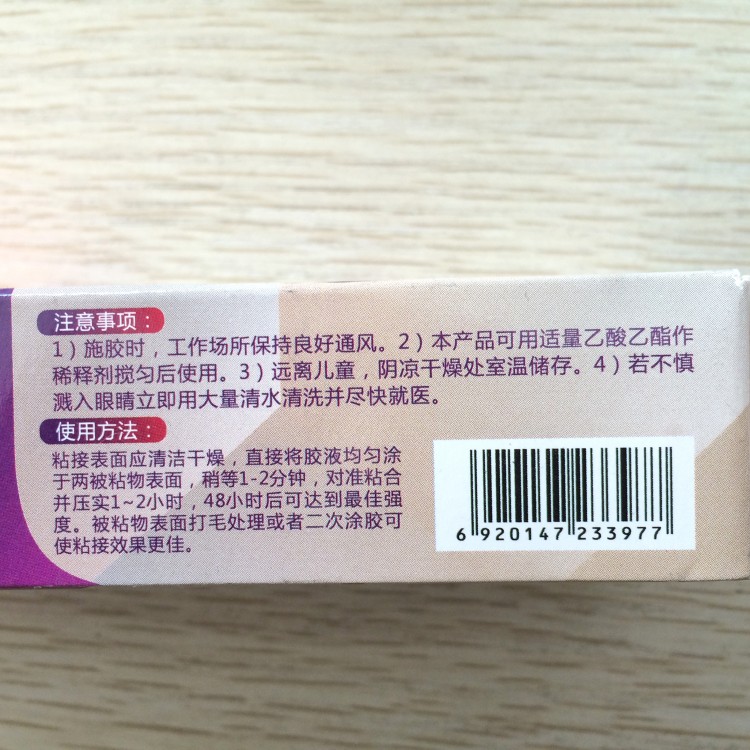 注意事项：
1）施胶时，工作场所保持良好通风。2）本产品可用适量乙酸乙酯作
稀释剂搅匀后使用。3）远离儿童，阴凉干燥处室温储存。4）若不慎
溅入眼睛立即用大量清水清洗并尽快就医。
使用方法：
粘接表面应清洁干燥，直接将胶液均匀涂
于两被粘物表面，稍等1-2分钟，对准粘合
并压实1~2小时，48小时后可达到最佳强
度。被粘物表面打毛处理或者二次涂胶可
使粘接效果更佳。
6 920147 233977